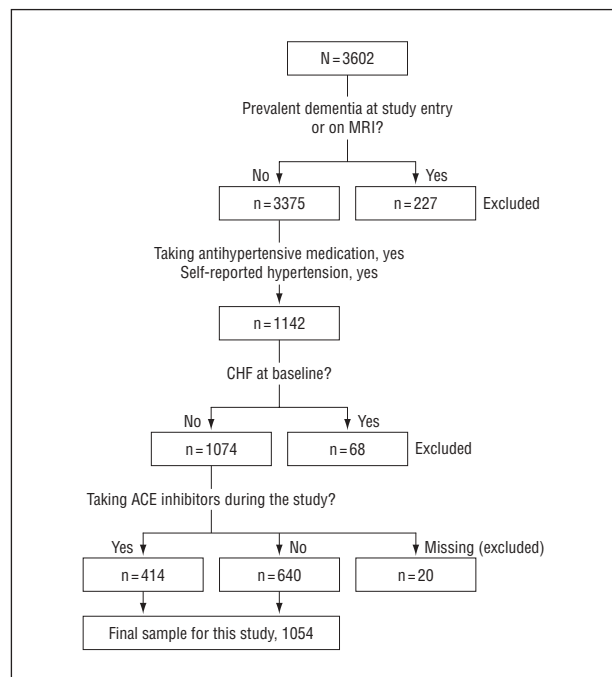 N = 3602
Prevalent dementia at study entry
or on MRI?
No
Yes
n = 3375
n = 227
Excluded
Taking antihypertensive medication, yes
Self-reported hypertension, yes
n = 1142
CHF at baseline?
No
Yes
n = 1074
n = 68
Excluded
Taking ACE inhibitors during the study?
Yes
No
Missing (excluded)
n = 414
n = 640
n = 20
Final sample for this study, 1054